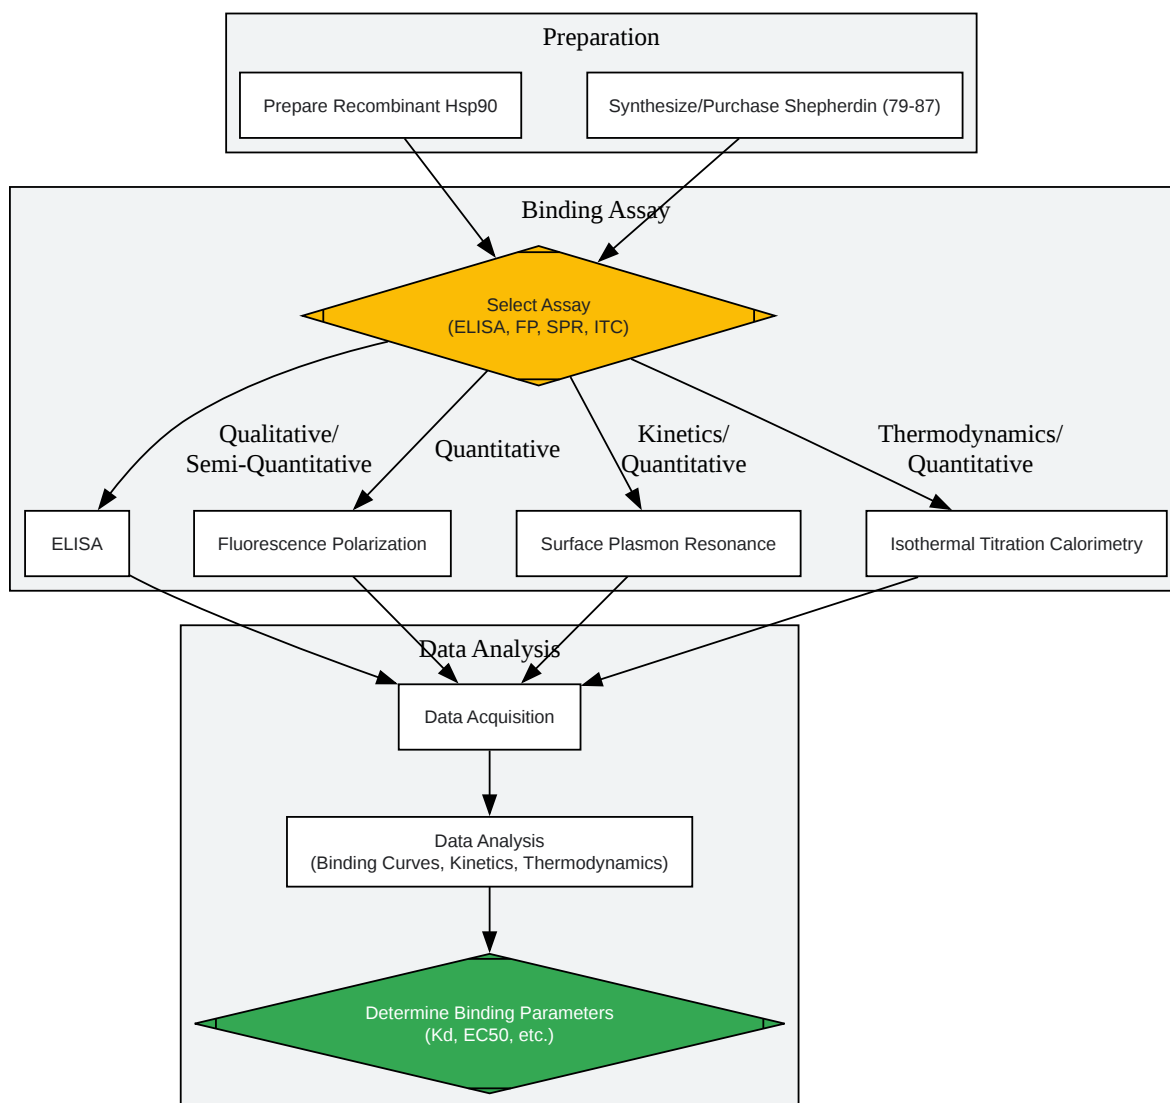 Preparation
Prepare Recombinant Hsp90
Synthesize/Purchase Shepherdin (79-87)
Binding Assay
Select Assay
(ELISA, FP, SPR, ITC)
Qualitative/
Semi-Quantitative
Quantitative
Kinetics/
Quantitative
Thermodynamics/
Quantitative
ELISA
Fluorescence Polarization
Surface Plasmon Resonance
Isothermal Titration Calorimetry
Data Analysis
Data Acquisition
Data Analysis
(Binding Curves, Kinetics, Thermodynamics)
Determine Binding Parameters
(Kd, EC50, etc.)